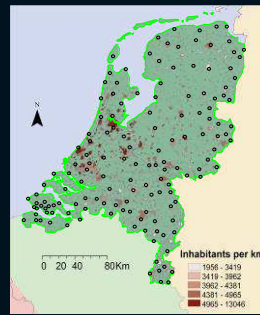 N
0 20 40 80Km
Inhabitants per km
1956 - 3419
3419 - 3962
3962 - 4381
4381 - 4965
4965 - 13046